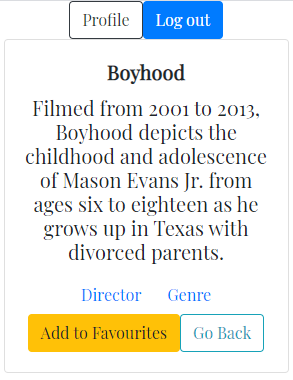 Profile Log out
Boyhood
Filmed from 2001 to 2013,
Boyhood depicts the
childhood and adolescence
of Mason Evans Jr. from
ages six to eighteen as he
grows up in Texas with
divorced parents.
Director Genre
Add to Favourites Go Back